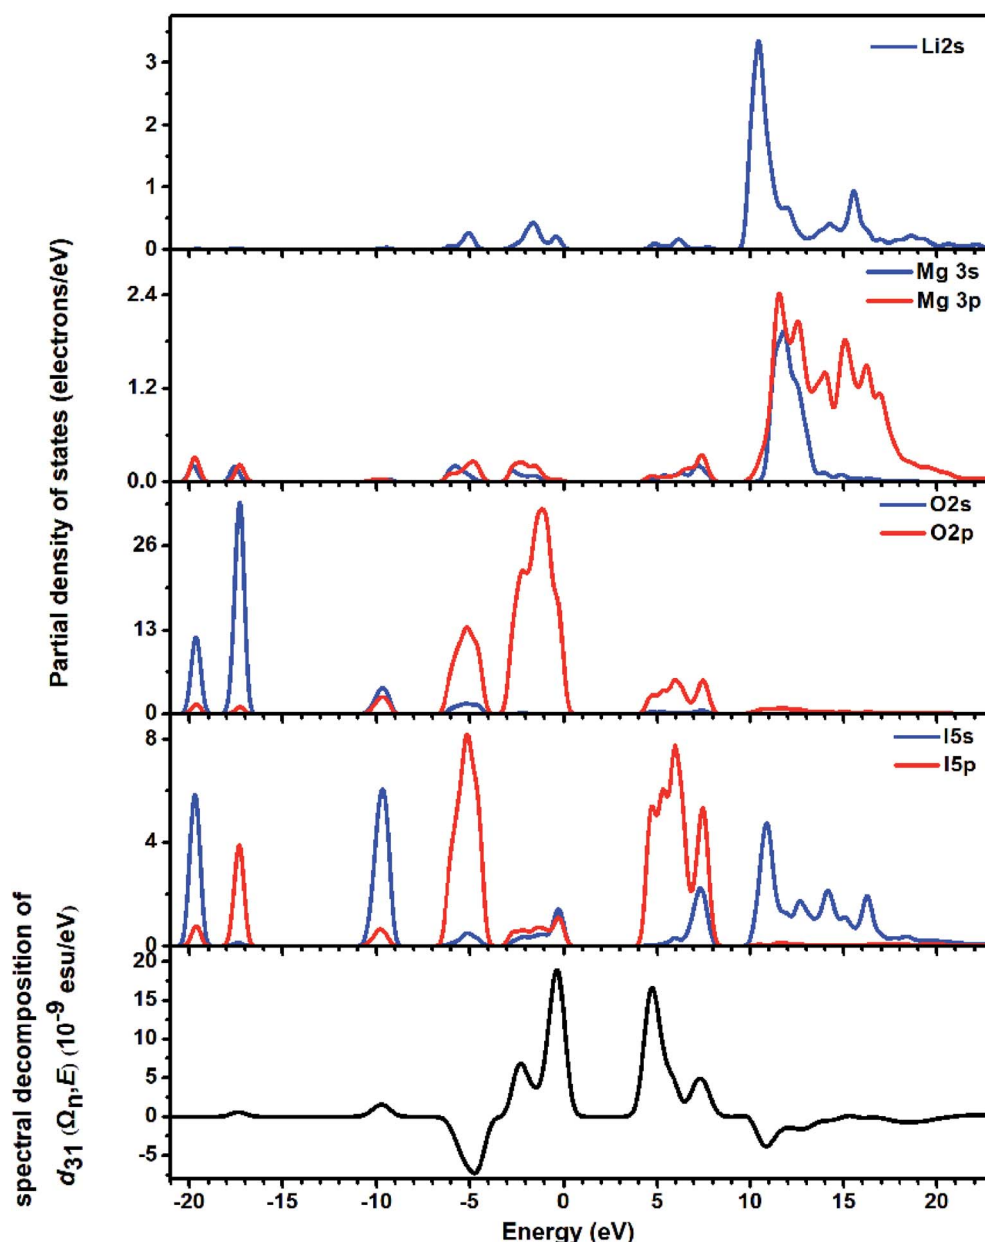 Li2s
3
2
1
0
Mg 3s
Mg 3p
2.4
1.2
0.0
O2s
O2p
26
13
0
I5s
I5p
8
4
0
Partial density of states (electrons/eV)
20
15
10
5
0
-5
spectral decomposition of
d31 (Ωn,E) (10-9 esu/eV)
-20 -15 -10 -5 0 5 10 15 20
Energy (eV)